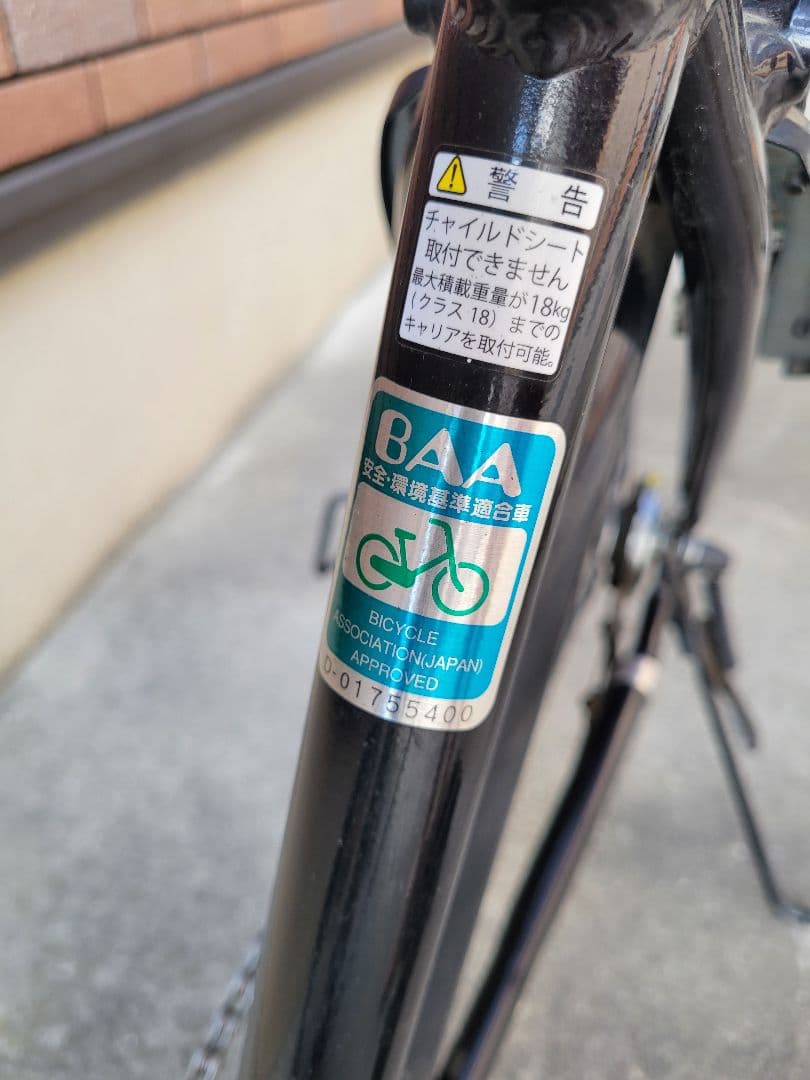 警 告
チャイルドシート
取付できません
最大積載重量が18kg
(クラス 18) までの
キャリアを取付可能。
BAA
安全・環境基準適合車
BICYCLE
ASSOCIATION(JAPAN)
APPROVED
D-01755400